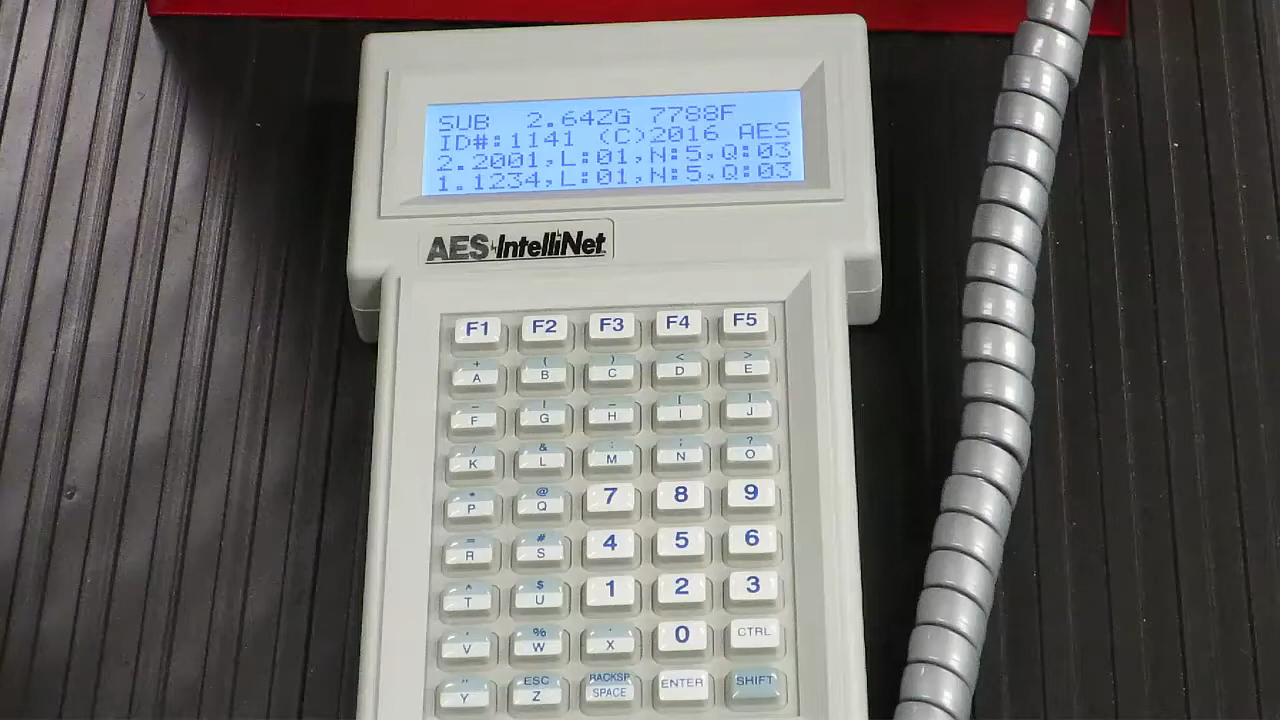 SUB 2.64ZG 7788F
ID#:1141 (C)2016 AES
2.2001,L:01,N:5,Q:03
1.1234,L:01,N:5,Q:03
AES IntelliNet
F1 F2 F3 F4 F5
+ ( ) < >
A B C D E
F G H I J
/ & : ; ?
K L M N O
* @
P Q 7 8 9
= #
R S 4 5 6
^ $
T U 1 2 3
, % .
V W X 0 CTRL
" ESC BACKSP
Y Z SPACE ENTER SHIFT